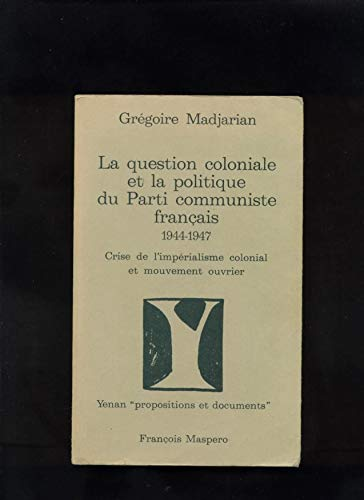 Grégoire Madjarian
La question coloniale
et la politique
du Parti communiste
français
1944-1947
Crise de l'impérialisme colonial
et mouvement ouvrier
Y
Yenan "propositions et documents"
François Maspero